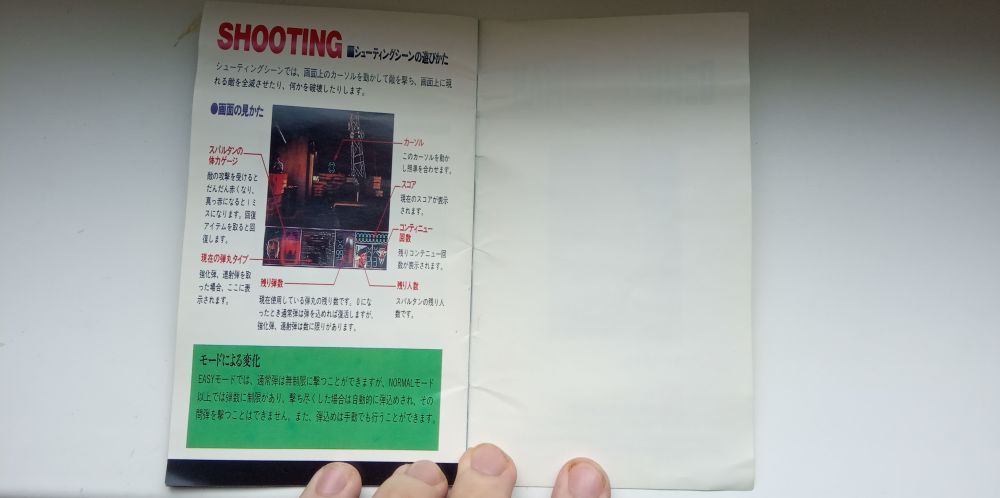 SHOOTING ■シューティングシーンの遊びかた
シューティングシーンでは、画面上のカーソルを動かして敵を撃ち、画面上に現
れる敵を全滅させたり、何かを破壊したりします。
●画面の見かた
スパルタンの
体力ゲージ
敵の攻撃を受けると
だんだん赤くなり、
真っ赤になると1ミ
スになります。回復
アイテムを取ると回
復します。
現在の弾丸タイプ
強化弾、連射弾を取
った場合、ここに表
示されます。
カーソル
このカーソルを動か
し照準を合わせます。
スコア
現在のスコアが表示
されます。
コンティニュー
回数
残りコンテニュー回
数が表示されます。
残り弾数
現在使用している弾丸の残り数です。0にな
ったとき通常弾は弾を込めれば復活しますが、
強化弾、連射弾は数に限りがあります。
残り人数
スパルタンの残り人
数です。
モードによる変化
EASYモードでは、通常弾は無制限に撃つことができますが、NORMALモード
以上では弾数に制限があり、撃ち尽くした場合は自動的に弾込めされ、その
間弾を撃つことはできません。また、弾込めは手動でも行うことができます。